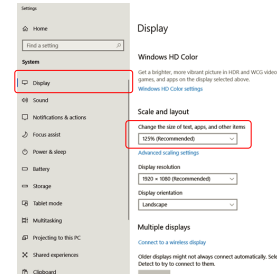 Settings
Home
Find a setting
System
Display
Sound
Notifications & actions
Focus assist
Power & sleep
Battery
Storage
Tablet mode
Multitasking
Projecting to this PC
Shared experiences
Clipboard
Display
Windows HD Color
Get a brighter, more vibrant picture in HDR and WCG video
games, and apps on the display selected above.
Windows HD Color settings
Scale and layout
Change the size of text, apps, and other items
125% (Recommended)
Advanced scaling settings
Display resolution
1920 × 1080 (Recommended)
Display orientation
Landscape
Multiple displays
Connect to a wireless display
Older displays might not always connect automatically. Sele
Detect to try to connect to them.